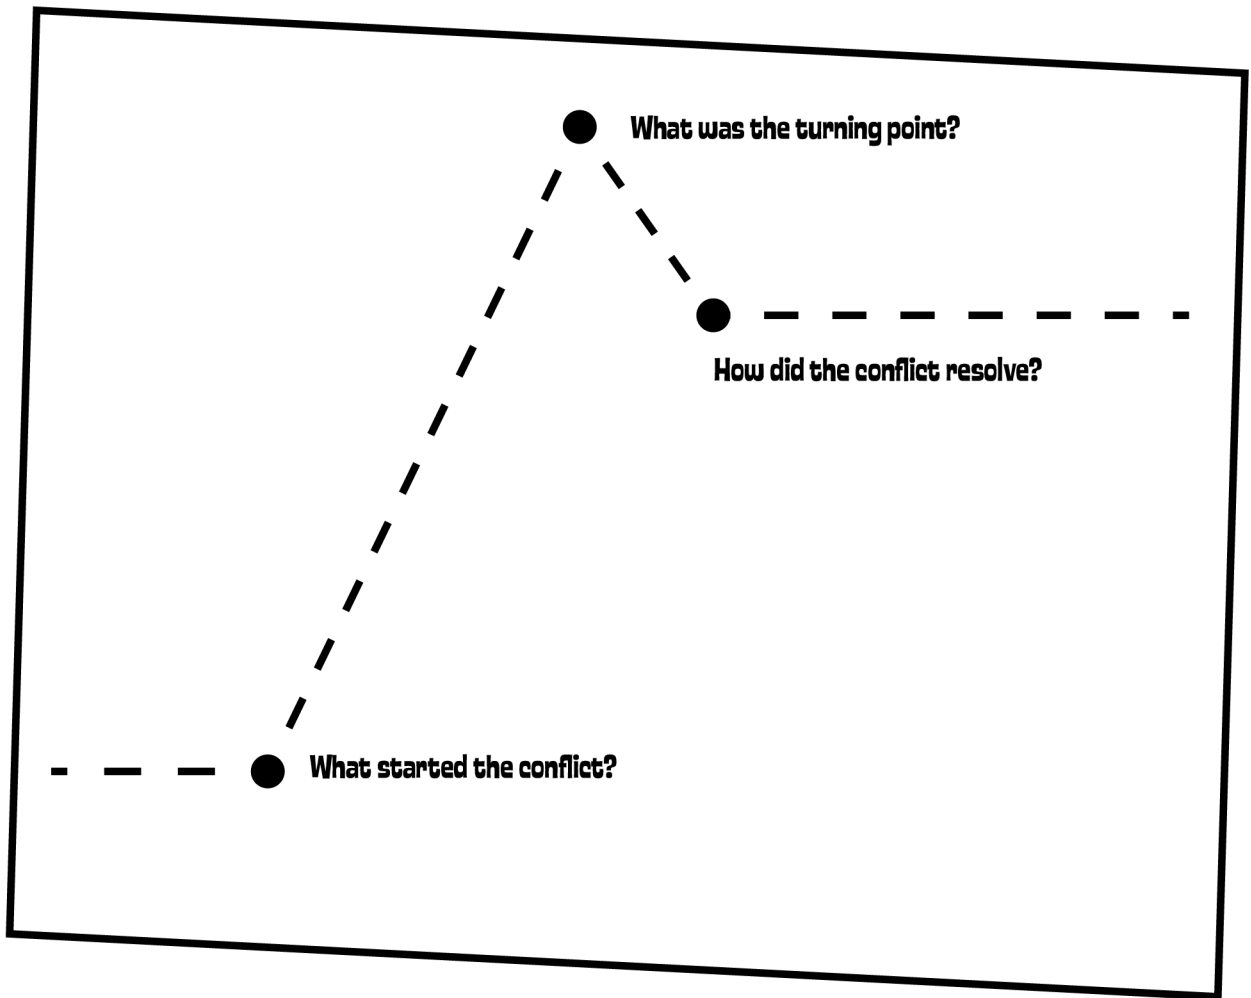 What was the turning point?
How did the conflict resolve?
What started the conflict?